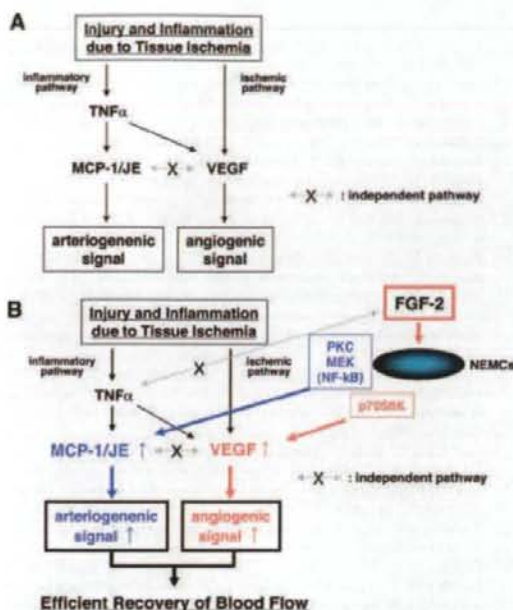 A
Injury and Inflammation
due to Tissue Ischemia
inflammatory
pathway
ischemic
pathway
TNFα
MCP-1/JE
X
VEGF
X
: independent pathway
arteriogenenic
signal
angiogenic
signal
B
Injury and Inflammation
due to Tissue Ischemia
FGF-2
inflammatory
pathway
X
ischemic
pathway
PKC
MEK
(NF-kB)
NEMCs
TNFα
p70S6K
MCP-1/JE ↑
X
VEGF ↑
X
: independent pathway
arteriogenenic
signal ↑
angiogenic
signal ↑
Efficient Recovery of Blood Flow